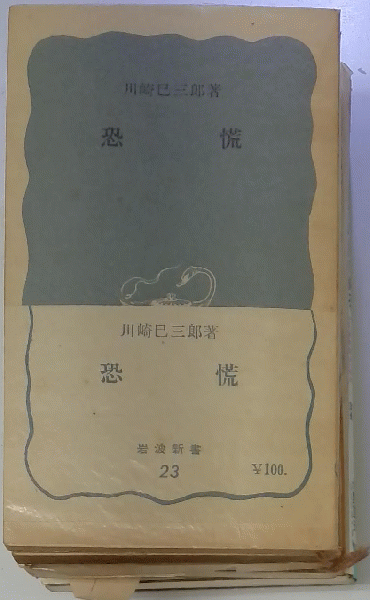 川崎巳三郎著
恐 慌
川崎巳三郎著
恐 慌
岩波新書
23
¥100.